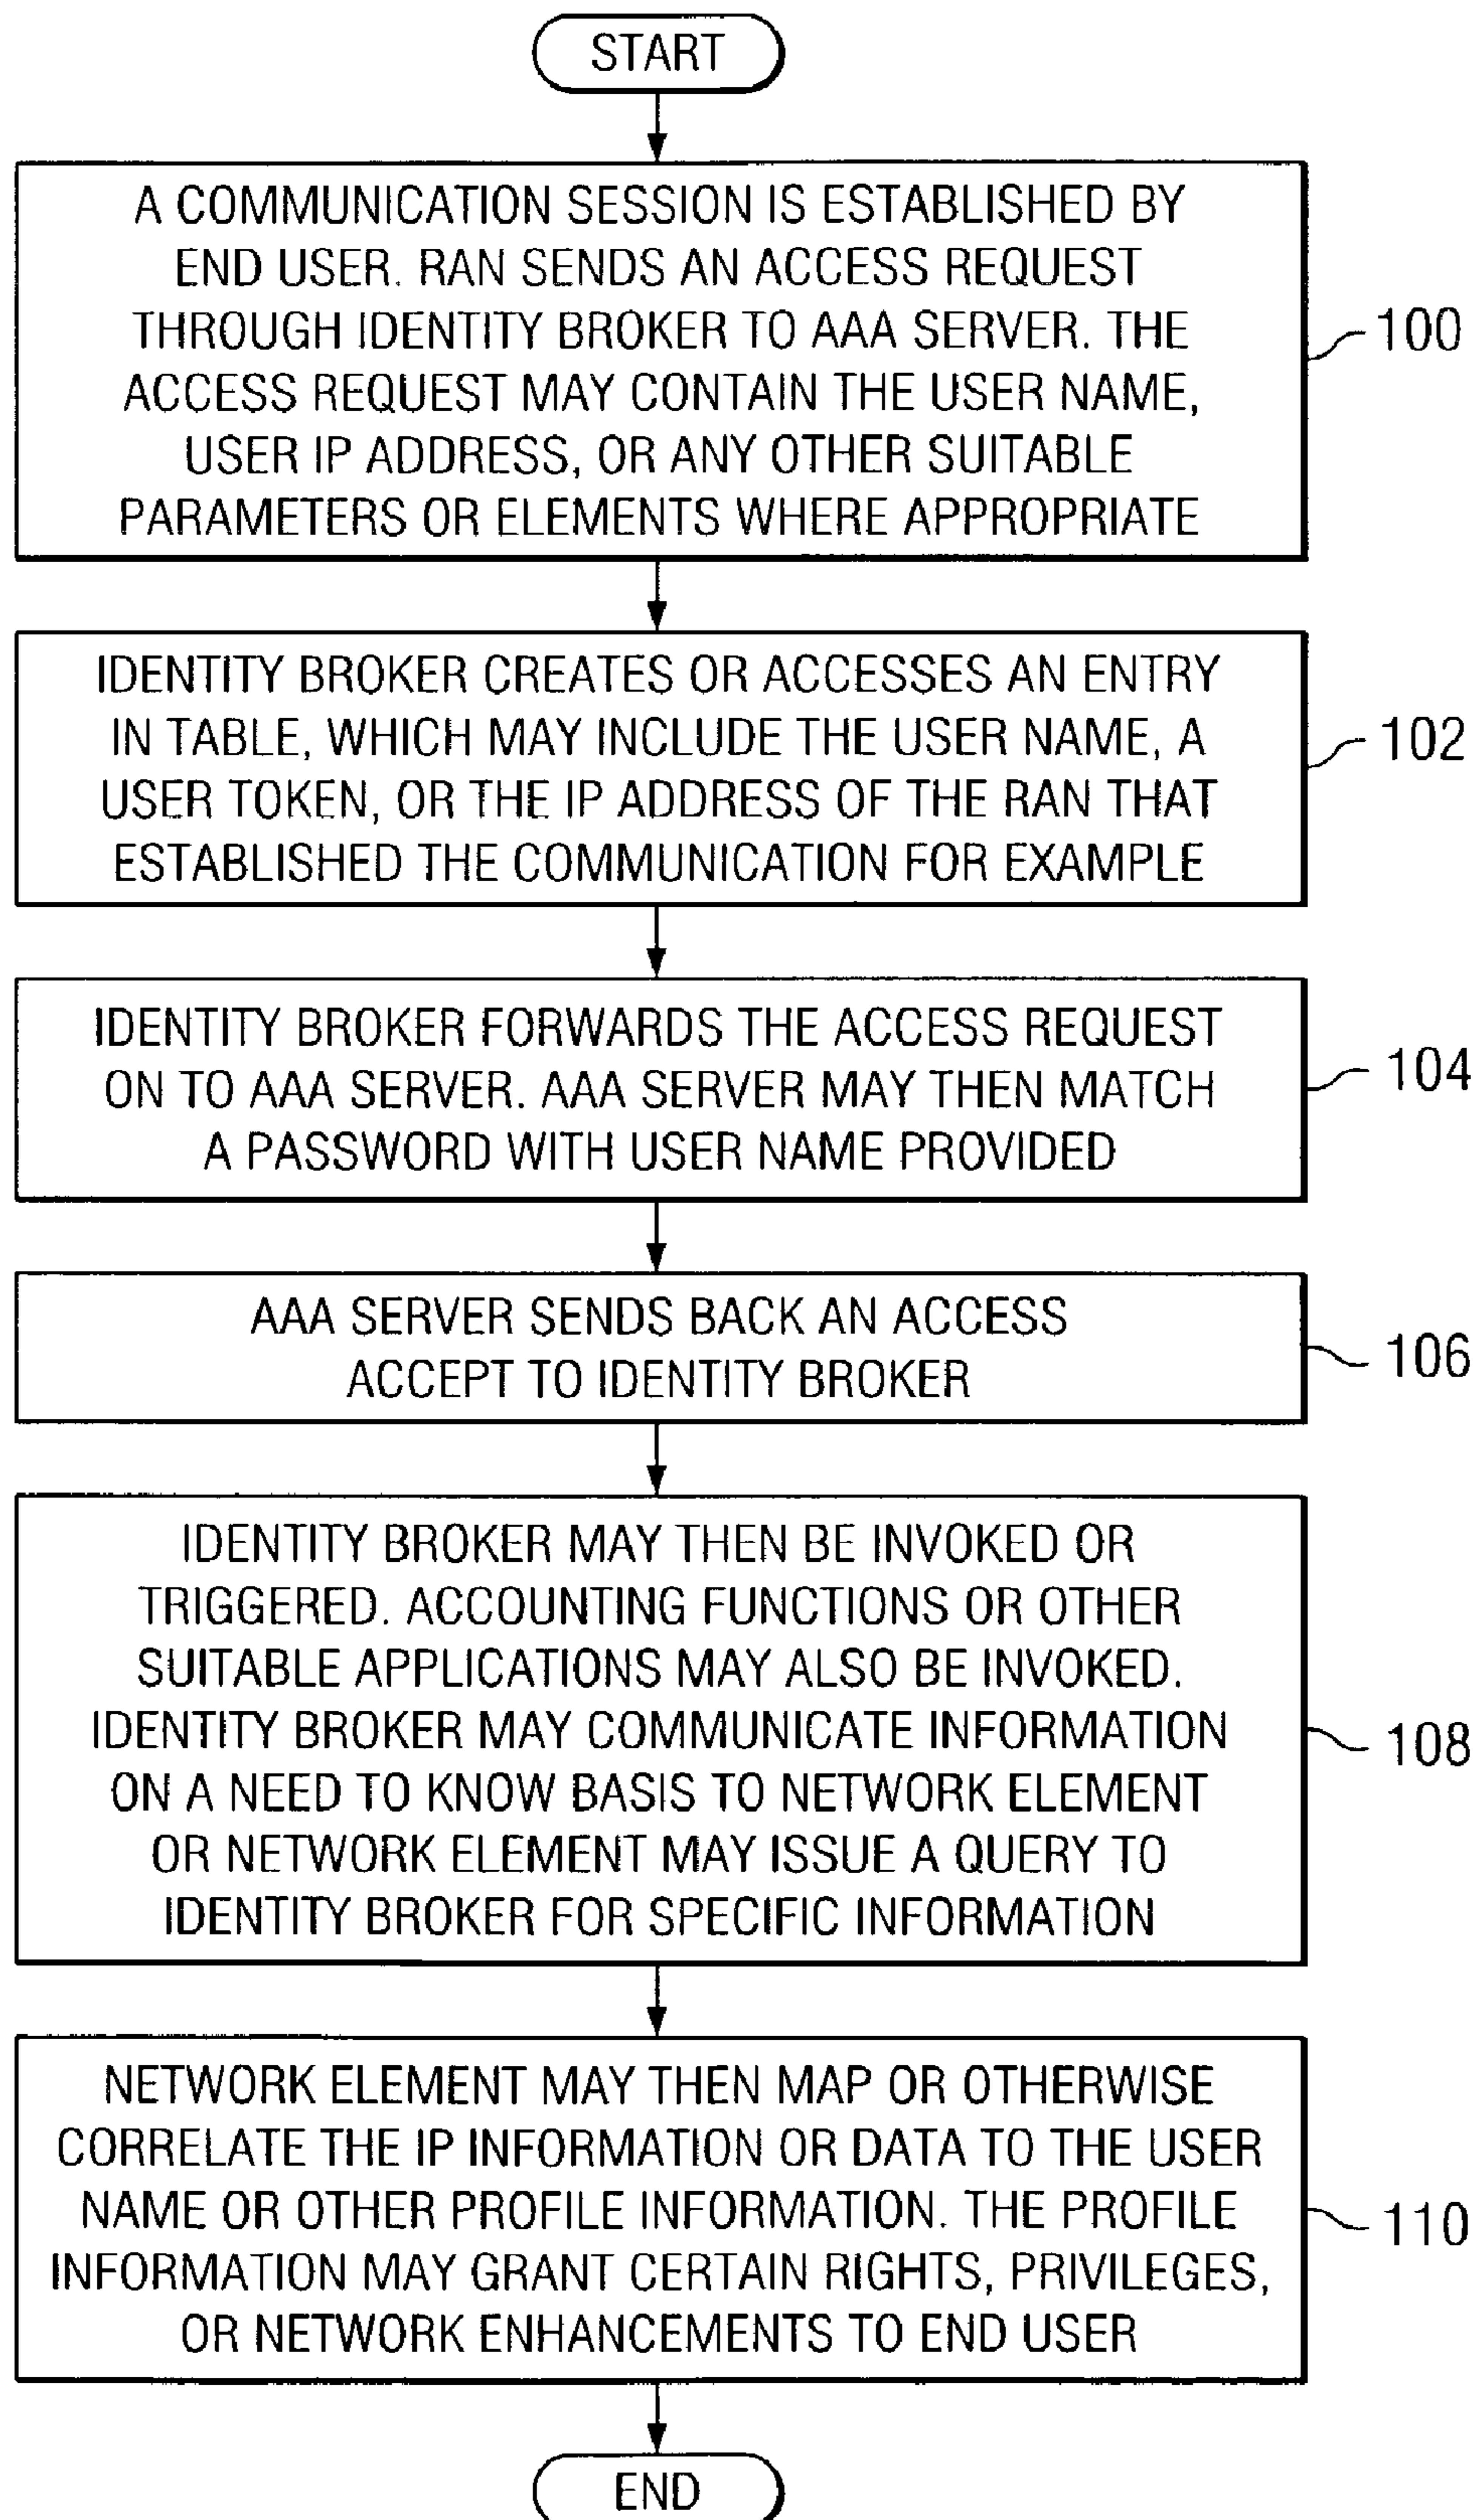 START
A COMMUNICATION SESSION IS ESTABLISHED BY
END USER. RAN SENDS AN ACCESS REQUEST
THROUGH IDENTITY BROKER TO AAA SERVER. THE
ACCESS REQUEST MAY CONTAIN THE USER NAME,
USER IP ADDRESS, OR ANY OTHER SUITABLE
PARAMETERS OR ELEMENTS WHERE APPROPRIATE
100
IDENTITY BROKER CREATES OR ACCESSES AN ENTRY
IN TABLE, WHICH MAY INCLUDE THE USER NAME, A
USER TOKEN, OR THE IP ADDRESS OF THE RAN THAT
ESTABLISHED THE COMMUNICATION FOR EXAMPLE
102
IDENTITY BROKER FORWARDS THE ACCESS REQUEST
ON TO AAA SERVER. AAA SERVER MAY THEN MATCH
A PASSWORD WITH USER NAME PROVIDED
104
AAA SERVER SENDS BACK AN ACCESS
ACCEPT TO IDENTITY BROKER
106
IDENTITY BROKER MAY THEN BE INVOKED OR
TRIGGERED. ACCOUNTING FUNCTIONS OR OTHER
SUITABLE APPLICATIONS MAY ALSO BE INVOKED.
IDENTITY BROKER MAY COMMUNICATE INFORMATION
ON A NEED TO KNOW BASIS TO NETWORK ELEMENT
OR NETWORK ELEMENT MAY ISSUE A QUERY TO
IDENTITY BROKER FOR SPECIFIC INFORMATION
108
NETWORK ELEMENT MAY THEN MAP OR OTHERWISE
CORRELATE THE IP INFORMATION OR DATA TO THE USER
NAME OR OTHER PROFILE INFORMATION. THE PROFILE
INFORMATION MAY GRANT CERTAIN RIGHTS, PRIVILEGES,
OR NETWORK ENHANCEMENTS TO END USER
110
END